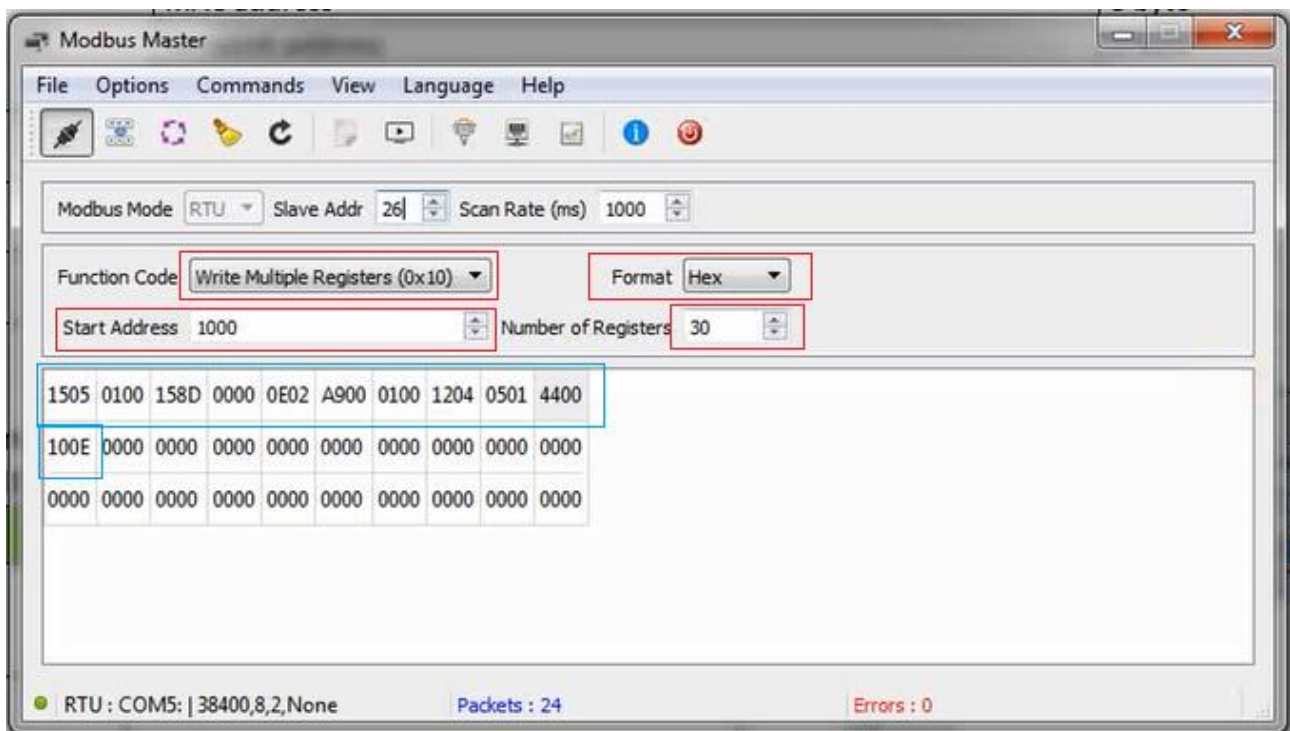 Modbus Master
File Options Commands View Language Help
Modbus Mode RTU Slave Addr 26 Scan Rate (ms) 1000
Function Code Write Multiple Registers (0x10) Format Hex
Start Address 1000 Number of Registers 30
1505 0100 158D 0000 0E02 A900 0100 1204 0501 4400
100E 0000 0000 0000 0000 0000 0000 0000 0000 0000
0000 0000 0000 0000 0000 0000 0000 0000 0000 0000
RTU : COM5: | 38400,8,2,None Packets : 24 Errors : 0